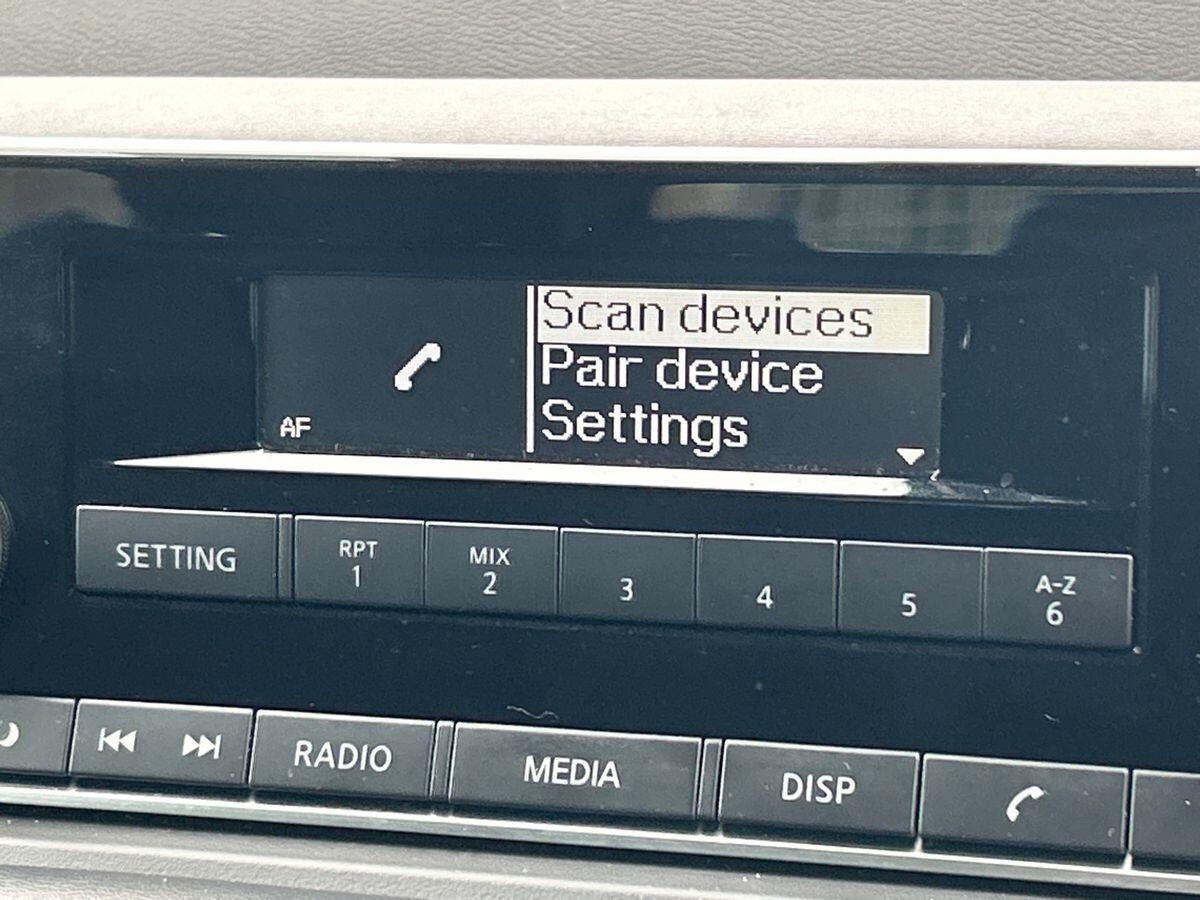 Scan devices
Pair device
Settings
AF
SETTING
RPT
1
MIX
2
3
4
5
A-Z
6
RADIO
MEDIA
DISP